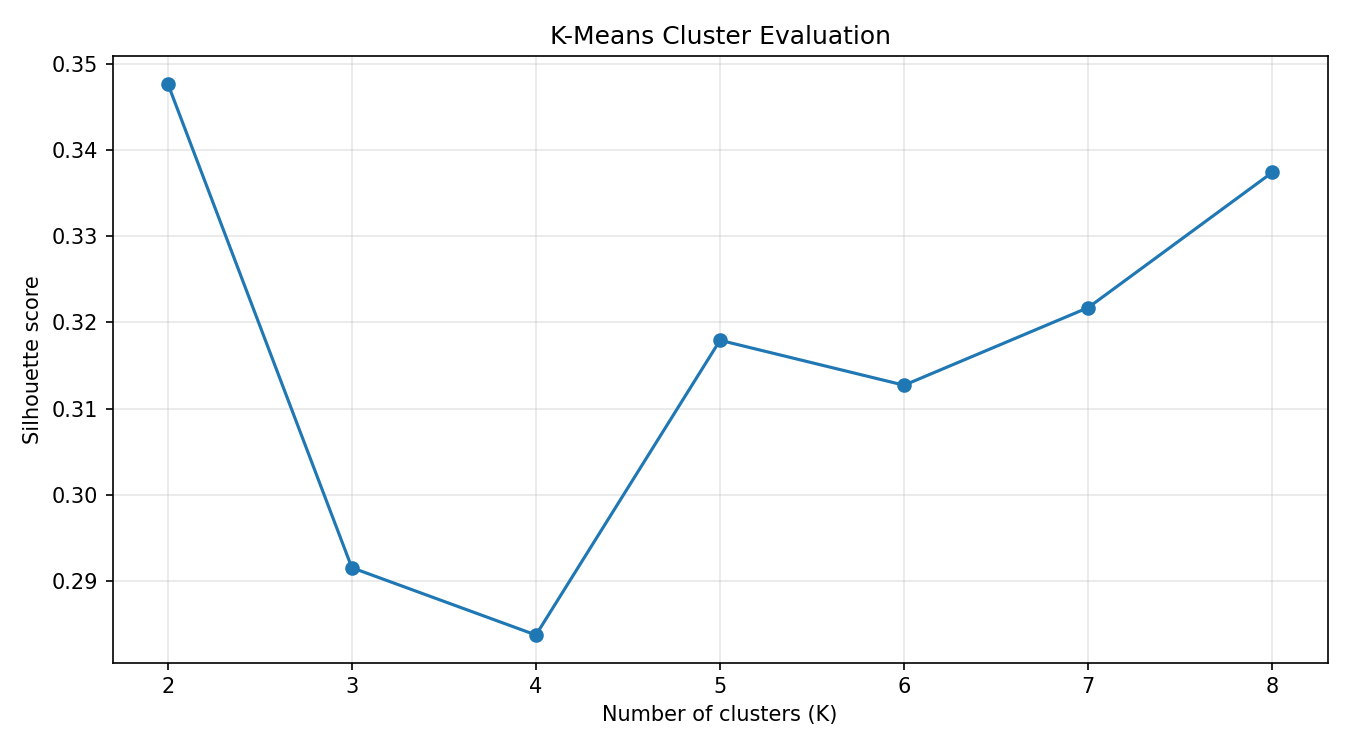 K-Means Cluster Evaluation
Silhouette score
0.35
0.34
0.33
0.32
0.31
0.30
0.29
2 3 4 5 6 7 8
Number of clusters (K)